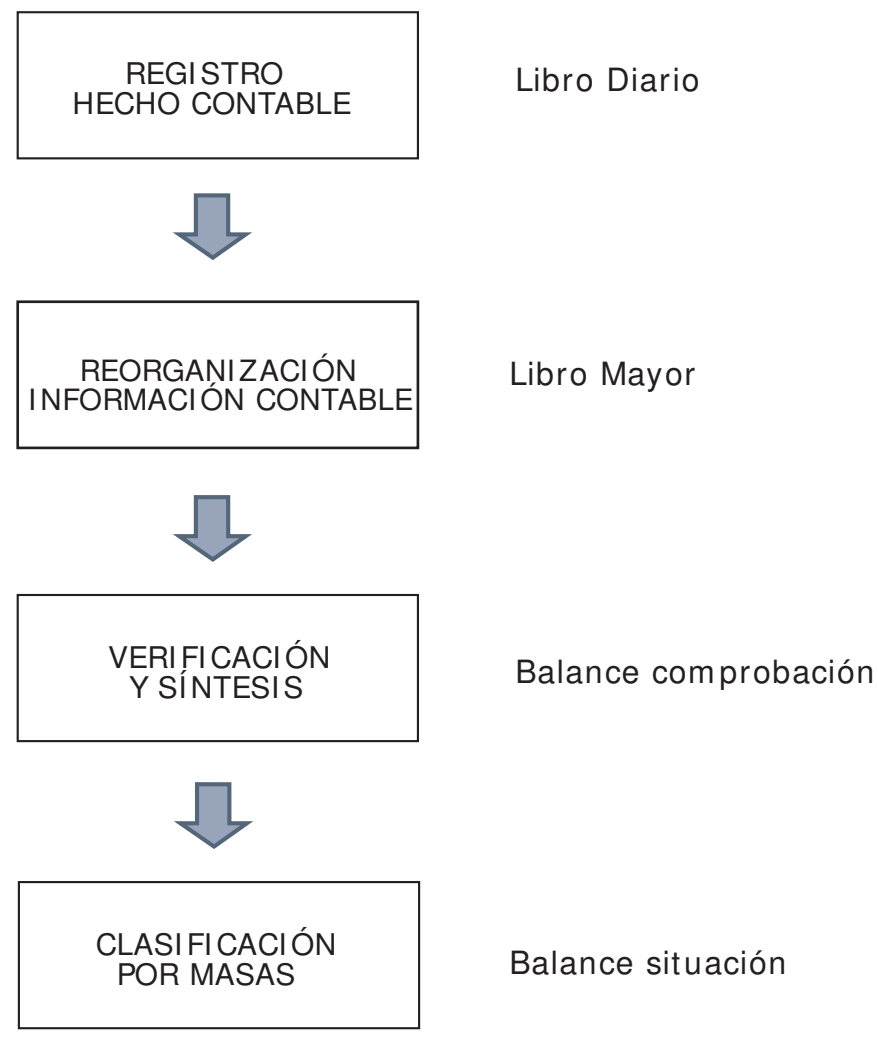 REGISTRO
HECHO CONTABLE
Libro Diario
REORGANIZACIÓN
INFORMACIÓN CONTABLE
Libro Mayor
VERIFICACIÓN
Y SÍNTESIS
Balance comprobación
CLASIFICACIÓN
POR MASAS
Balance situación